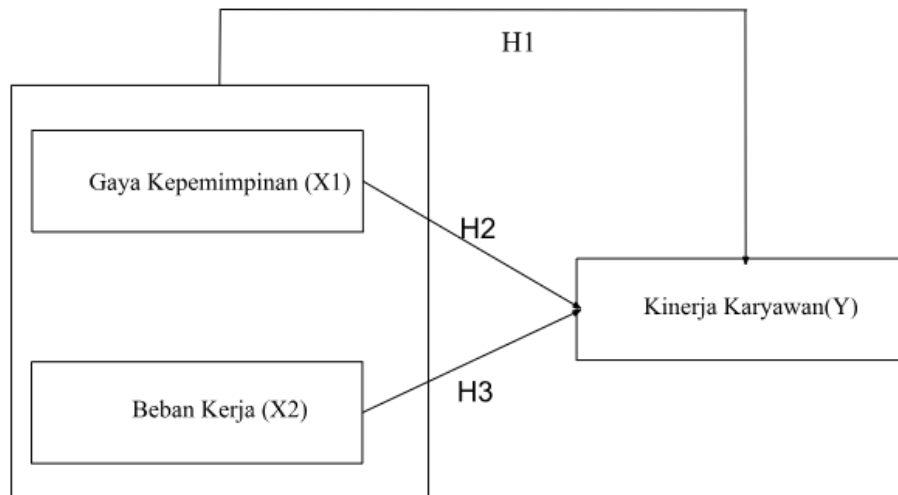 H1
Gaya Kepemimpinan (X1)
H2
Kinerja Karyawan(Y)
H3
Beban Kerja (X2)